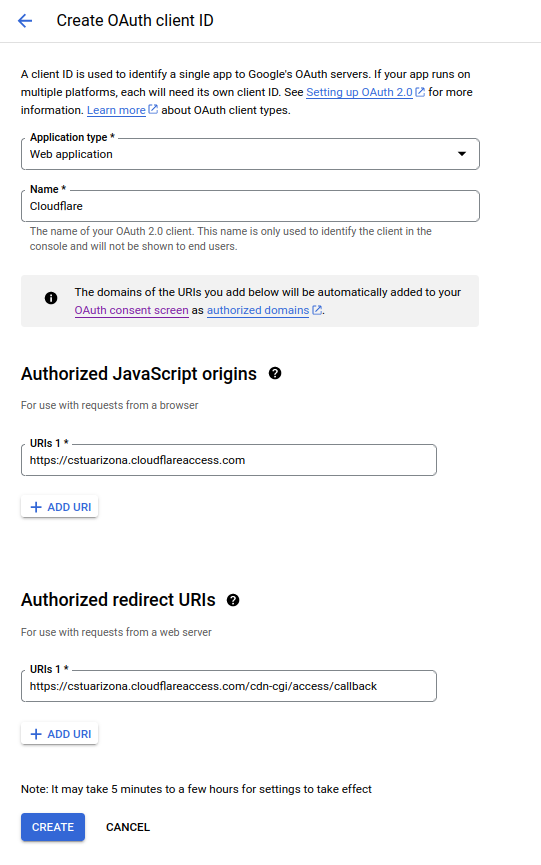 Create OAuth client ID
A client ID is used to identify a single app to Google's OAuth servers. If your app runs on
multiple platforms, each will need its own client ID. See Setting up OAuth 2.0 for more
information. Learn more about OAuth client types.
Application type *
Web application
Name *
Cloudflare
The name of your OAuth 2.0 client. This name is only used to identify the client in the
console and will not be shown to end users.
The domains of the URIs you add below will be automatically added to your
OAuth consent screen as authorized domains.
Authorized JavaScript origins
For use with requests from a browser
URIs 1 *
https://cstuarizona.cloudflareaccess.com
ADD URI
Authorized redirect URIs
For use with requests from a web server
URIs 1 *
https://cstuarizona.cloudflareaccess.com/cdn-cgi/access/callback
ADD URI
Note: It may take 5 minutes to a few hours for settings to take effect
CREATE CANCEL